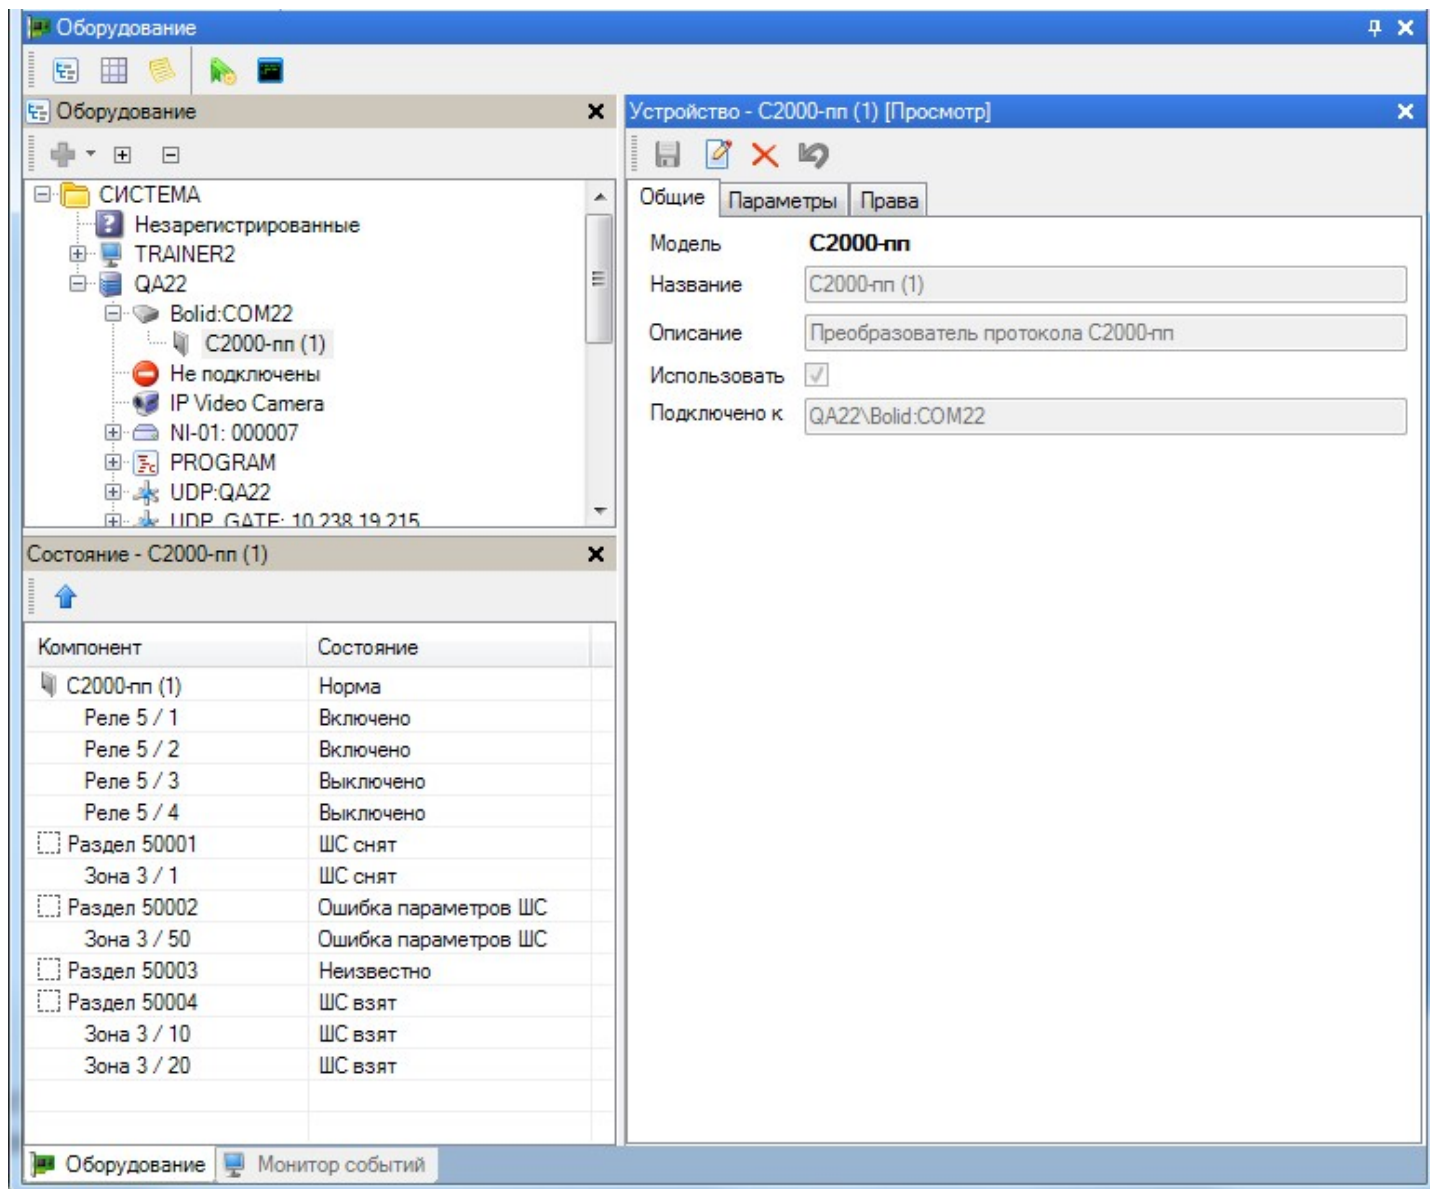 Оборудование
Оборудование
СИСТЕМА
Незарегистрированные
TRAINER2
QA22
Bolid:COM22
С2000-пп (1)
Не подключены
IP Video Camera
NI-01: 000007
PROGRAM
UDP:QA22
UDP_GATE: 10.238.19.215
Состояние - С2000-пп (1)
Компонент Состояние
С2000-пп (1) Норма
Реле 5 / 1 Включено
Реле 5 / 2 Включено
Реле 5 / 3 Выключено
Реле 5 / 4 Выключено
Раздел 50001 ШС снят
Зона 3 / 1 ШС снят
Раздел 50002 Ошибка параметров ШС
Зона 3 / 50 Ошибка параметров ШС
Раздел 50003 Неизвестно
Раздел 50004 ШС взят
Зона 3 / 10 ШС взят
Зона 3 / 20 ШС взят
Устройство - С2000-пп (1) [Просмотр]
Общие Параметры Права
Модель С2000-пп
Название С2000-пп (1)
Описание Преобразователь протокола С2000-пп
Использовать
Подключено к QA22\Bolid:COM22
Оборудование Монитор событий